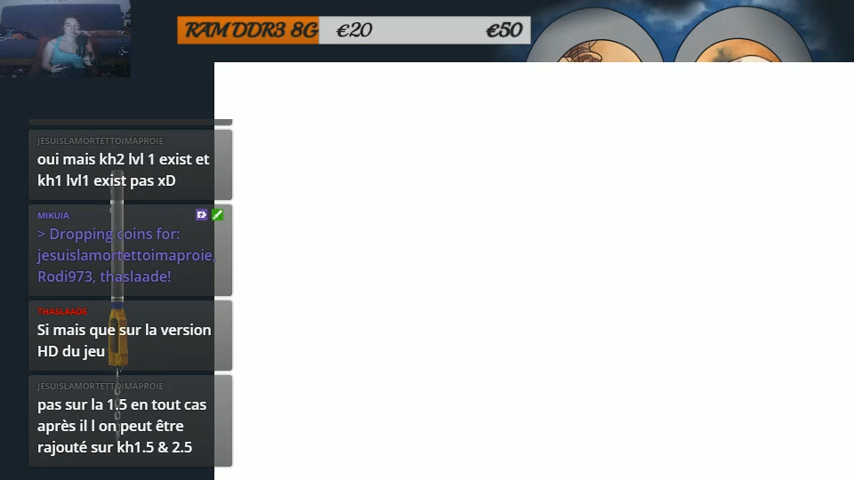 RAM DDR3 8G €20 €50
JESUISLAMORTETTOIMAPROIE
oui mais kh2 lvl 1 exist et
kh1 lvl1 exist pas xD
MIKUIA
> Dropping coins for:
jesuislamortettoimaproie,
Rodi973, thaslaade!
THASLAADE
Si mais que sur la version
HD du jeu
JESUISLAMORTETTOIMAPROIE
pas sur la 1.5 en tout cas
après il l on peut être
rajouté sur kh1.5 & 2.5